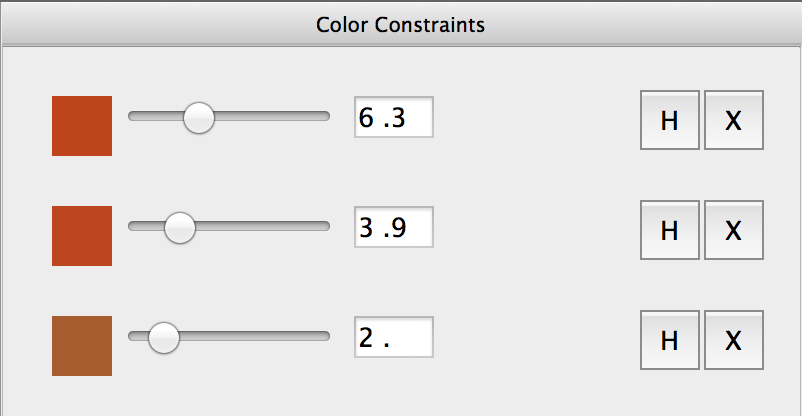 Color Constraints
6 .3 H X
3 .9 H X
2 . H X